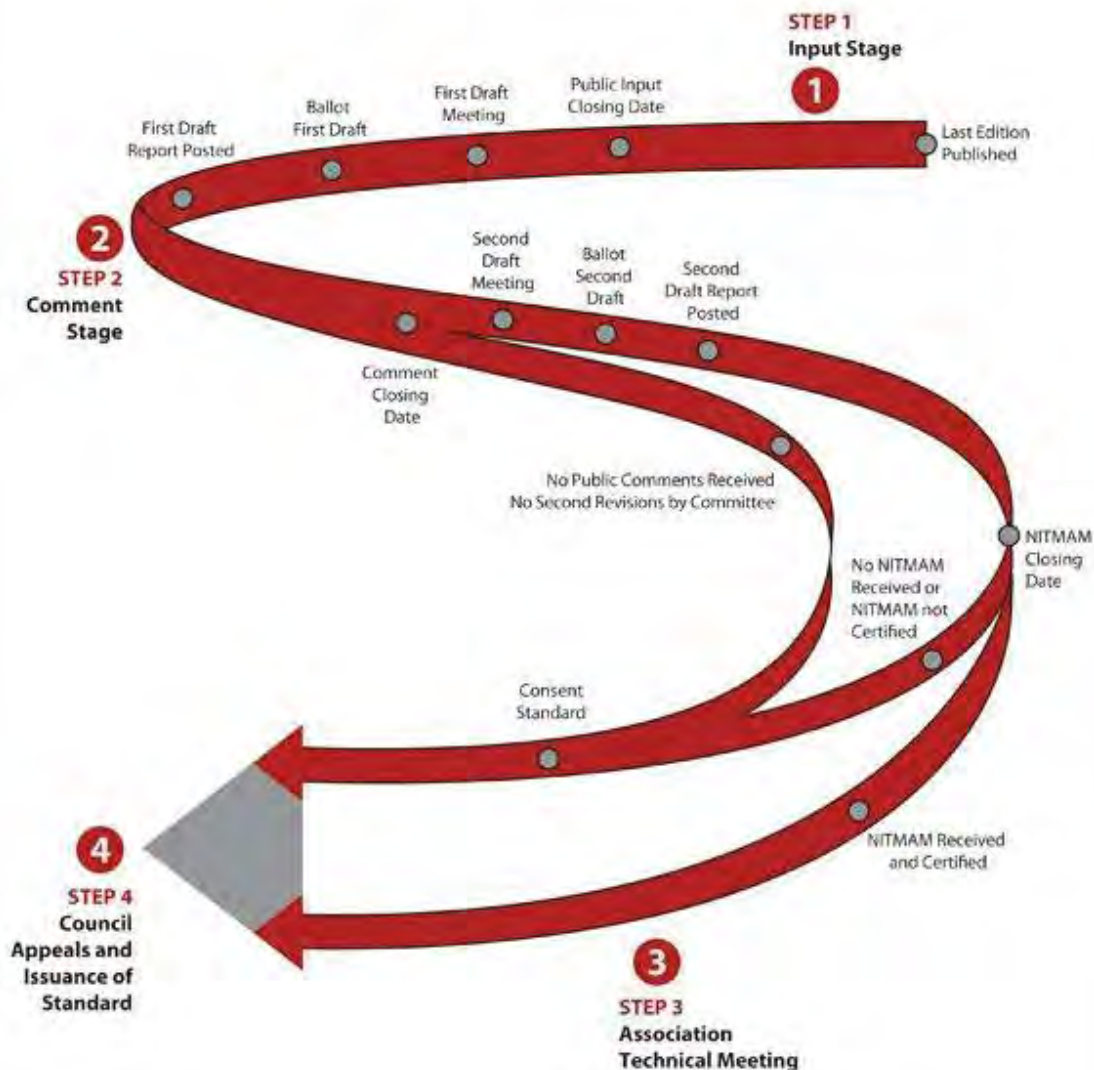 STEP 1
Input Stage
1
Last Edition
Published
Public Input
Closing Date
First Draft
Meeting
Ballot
First Draft
First Draft
Report Posted
2
STEP 2
Comment
Stage
Comment
Closing
Date
Second
Draft
Meeting
Ballot
Second
Draft
Second
Draft Report
Posted
No Public Comments Received
No Second Revisions by Committee
NITMAM
Closing
Date
No NITMAM
Received or
NITMAM not
Certified
Consent
Standard
NITMAM Received
and Certified
3
STEP 3
Association
Technical Meeting
4
STEP 4
Council
Appeals and
Issuance of
Standard